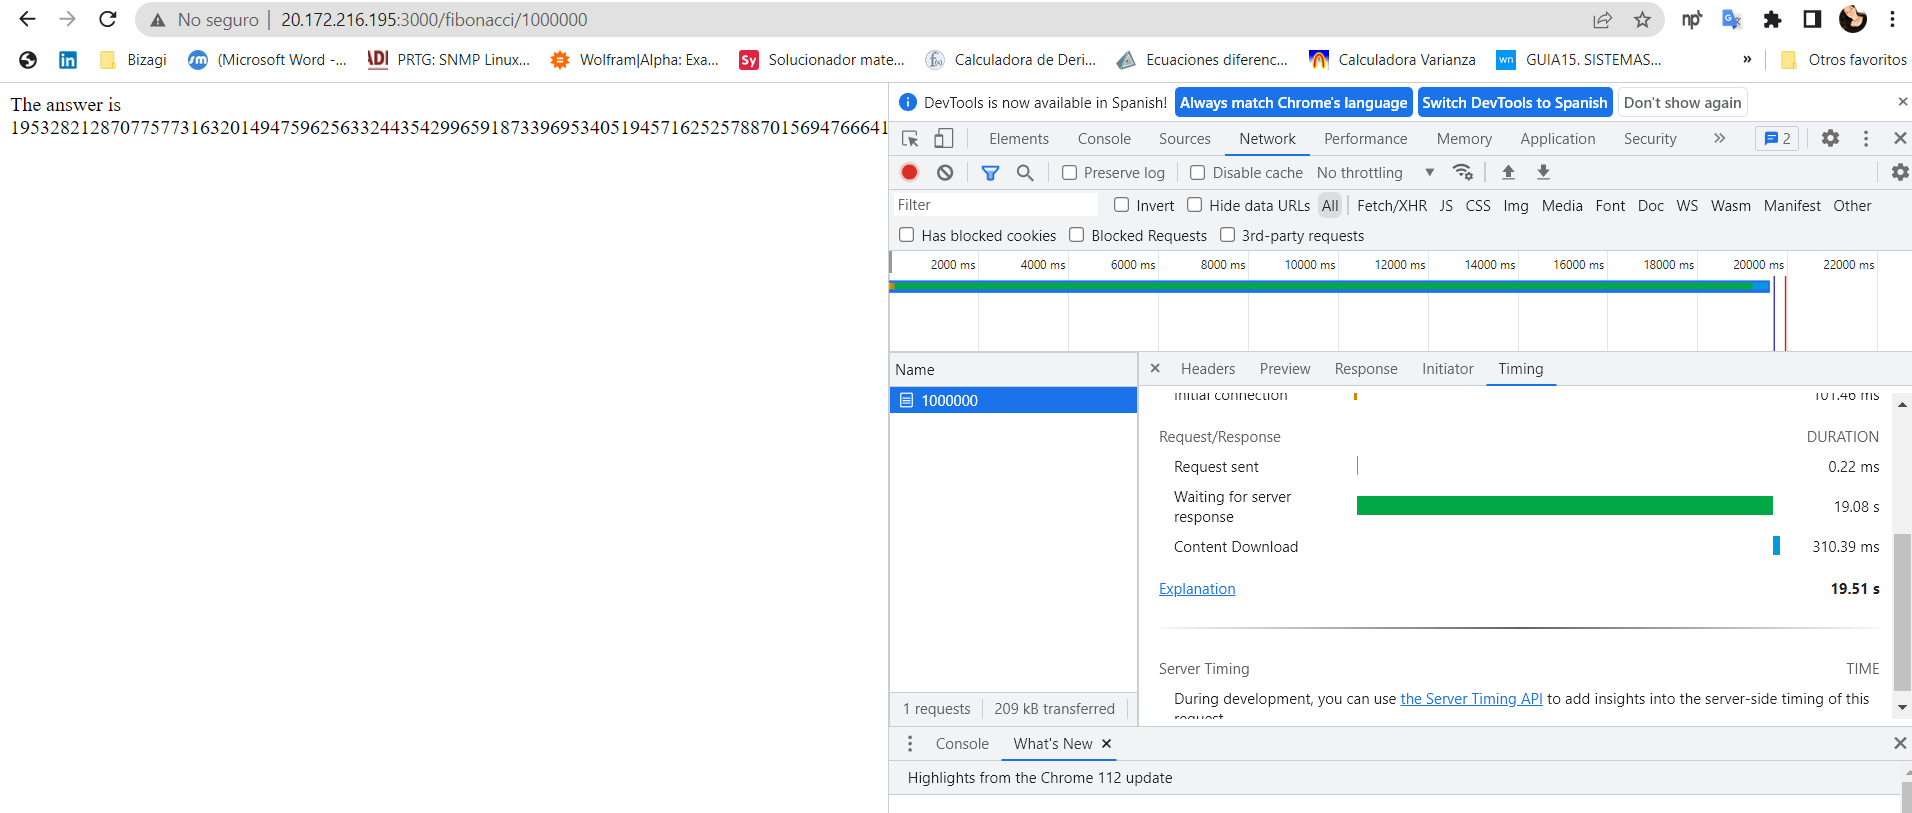 No seguro | 20.172.216.195:3000/fibonacci/1000000
Bizagi (Microsoft Word -... PRTG: SNMP Linux... Wolfram|Alpha: Exa... Sy Solucionador mate... Calculadora de Deri... Ecuaciones diferenc... Calculadora Varianza wn GUIA15. SISTEMAS... » Otros favoritos
The answer is
DevTools is now available in Spanish! Always match Chrome's language Switch DevTools to Spanish Don't show again
Elements Console Sources Network Performance Memory Application Security » 2
Preserve log Disable cache No throttling
Filter Invert Hide data URLs All Fetch/XHR JS CSS Img Media Font Doc WS Wasm Manifest Other
Has blocked cookies Blocked Requests 3rd-party requests
2000 ms 4000 ms 6000 ms 8000 ms 10000 ms 12000 ms 14000 ms 16000 ms 18000 ms 20000 ms 22000 ms
Name
1000000
1 requests 209 kB transferred
Headers Preview Response Initiator Timing
Initial connection 101.46 ms
Request/Response DURATION
Request sent 0.22 ms
Waiting for server
response 19.08 s
Content Download 310.39 ms
Explanation 19.51 s
Server Timing TIME
During development, you can use the Server Timing API to add insights into the server-side timing of this
request.
Console What's New
Highlights from the Chrome 112 update